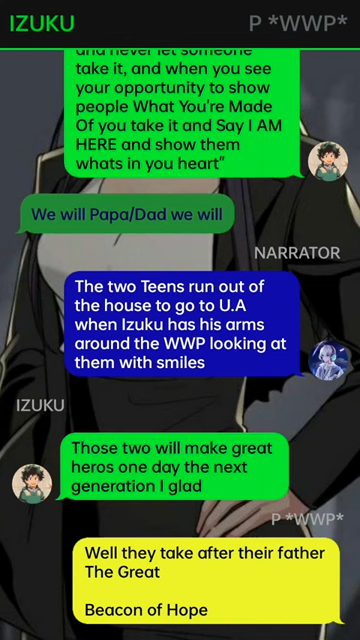 IZUKU
P *WWP*
and never let someone
take it, and when you see
your opportunity to show
people What You're Made
Of you take it and Say I AM
HERE and show them
whats in you heart"
We will Papa/Dad we will
NARRATOR
The two Teens run out of
the house to go to U.A
when Izuku has his arms
around the WWP looking at
them with smiles
IZUKU
Those two will make great
heros one day the next
generation I glad
P *WWP*
Well they take after their father
The Great
Beacon of Hope